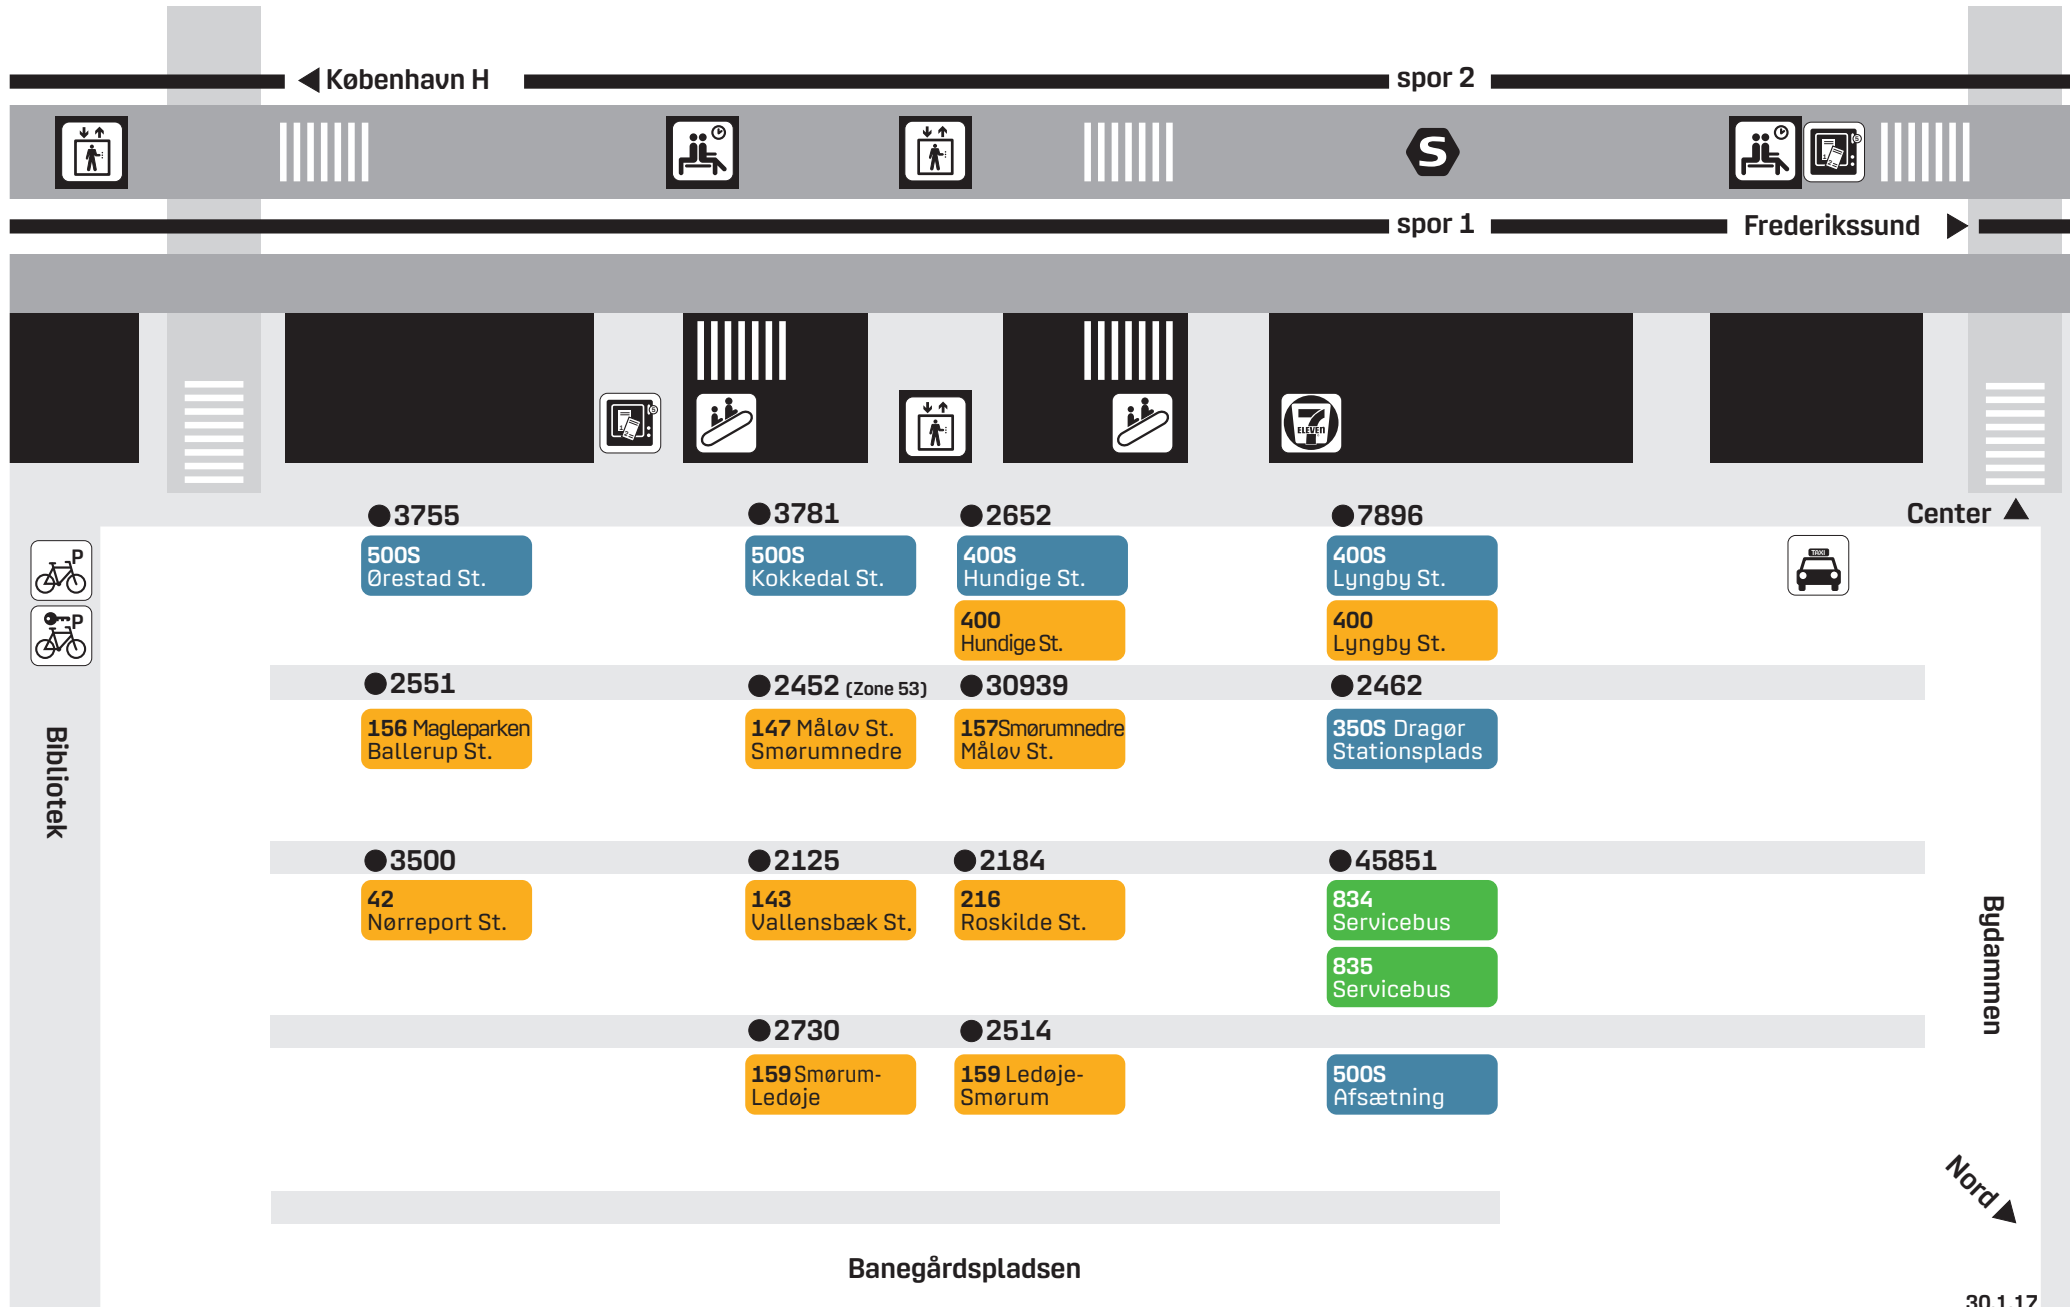 København H
spor 2
S
spor 1
Frederikssund
7
ELEVEN
3755
3781
2652
7896
Center
P
500S
Ørestad St.
500S
Kokkedal St.
400S
Hundige St.
400S
Lyngby St.
TAXI
P
400
Hundige St.
400
Lyngby St.
2551
2452 (Zone 53)
30939
2462
156 Magleparken
Ballerup St.
147 Måløv St.
Smørumnedre
157 Smørumnedre
Måløv St.
350S Dragør
Stationsplads
Bibliotek
3500
2125
2184
45851
42
Nørreport St.
143
Vallensbæk St.
216
Roskilde St.
834
Servicebus
835
Servicebus
Bydammen
2730
2514
159 Smørum-
Ledøje
159 Ledøje-
Smørum
500S
Afsætning
Nord
Banegårdspladsen
30.1.17